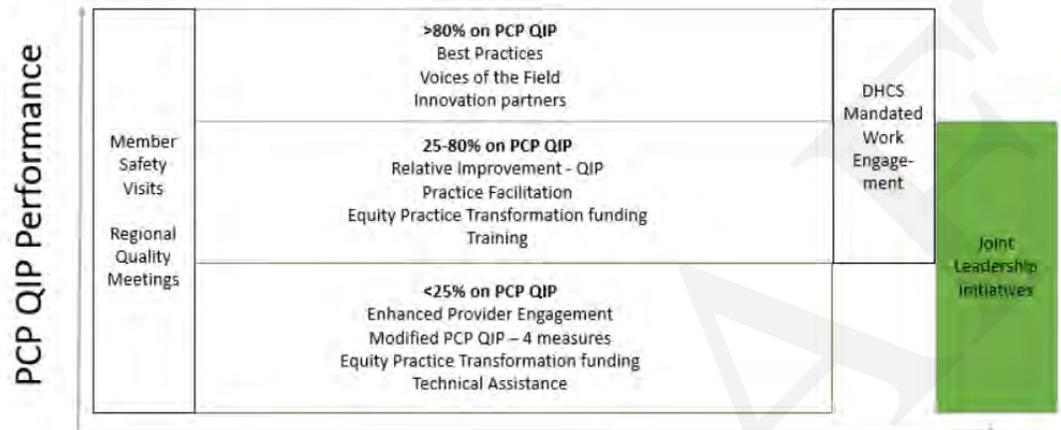 PCP QIP Performance
Member
Safety
Visits
Regional
Quality
Meetings
>80% on PCP QIP
Best Practices
Voices of the Field
Innovation partners
25-80% on PCP QIP
Relative Improvement - QIP
Practice Facilitation
Equity Practice Transformation funding
Training
<25% on PCP QIP
Enhanced Provider Engagement
Modified PCP QIP – 4 measures
Equity Practice Transformation funding
Technical Assistance
DHCS
Mandated
Work
Engage-
ment
Joint
Leadership
Initiatives